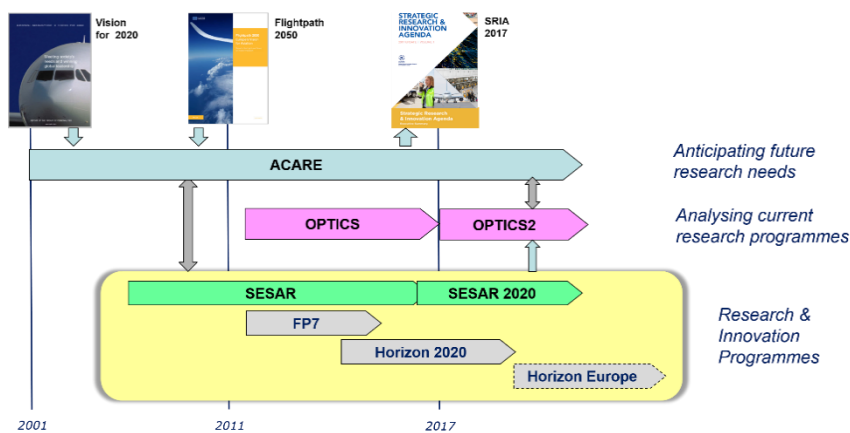 Vision
for 2020
Flightpath
2050
STRATEGIC
RESEARCH &
INNOVATION
AGENDA
SRIA
2017
Strategic Research
& Innovation Agenda
ACARE
Anticipating future
research needs
OPTICS
OPTICS2
Analysing current
research programmes
SESAR
SESAR 2020
FP7
Horizon 2020
Horizon Europe
Research &
Innovation
Programmes
2001
2011
2017